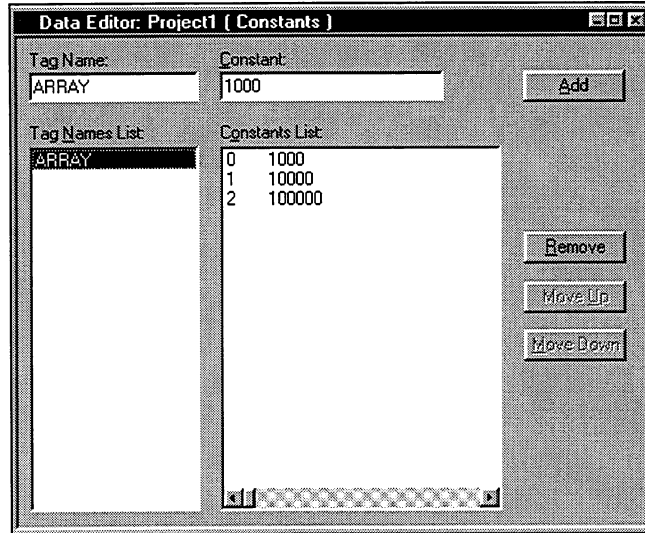 Data Editor: Project1 ( Constants )
Tag Name:
Constant:
ARRAY
1000
Add
Tag Names List:
Constants List:
ARRAY
0 1000
1 10000
2 100000
Remove
Move Up
Move Down